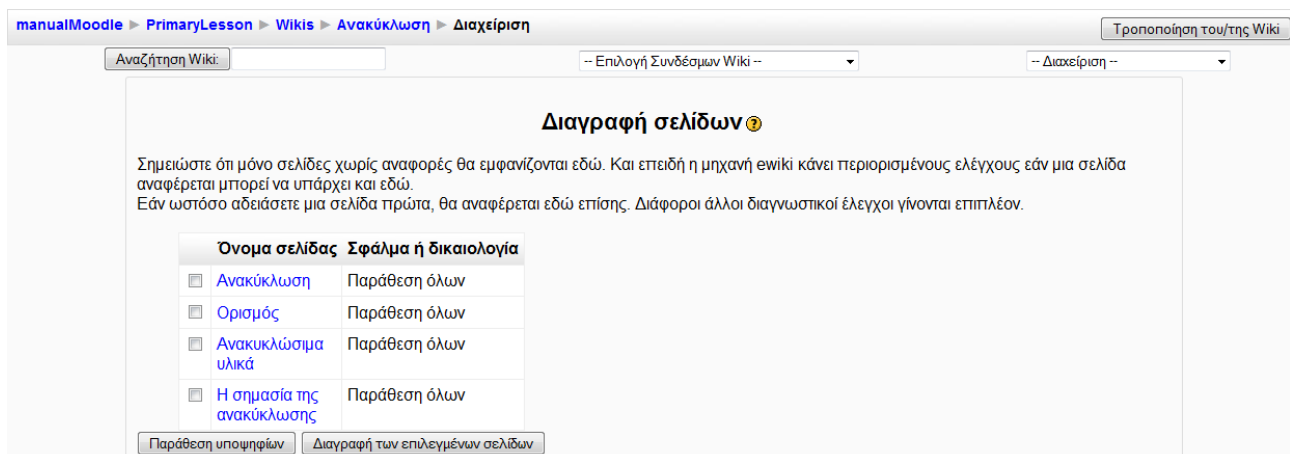 manualMoodle ► PrimaryLesson ► Wikis ► Ανακύκλωση ► Διαχείριση
Τροποποίηση του/της Wiki
Αναζήτηση Wiki:
-- Επιλογή Συνδέσμων Wiki --
-- Διαχείριση --
Διαγραφή σελίδων
Σημειώστε ότι μόνο σελίδες χωρίς αναφορές θα εμφανίζονται εδώ. Και επειδή η μηχανή ewiki κάνει περιορισμένους ελέγχους εάν μια σελίδα
αναφέρεται μπορεί να υπάρχει και εδώ.
Εάν ωστόσο αδειάσετε μια σελίδα πρώτα, θα αναφέρεται εδώ επίσης. Διάφοροι άλλοι διαγνωστικοί έλεγχοι γίνονται επιπλέον.
Όνομα σελίδας Σφάλμα ή δικαιολογία
Ανακύκλωση Παράθεση όλων
Ορισμός Παράθεση όλων
Ανακυκλώσιμα Παράθεση όλων
υλικά
Η σημασία της Παράθεση όλων
ανακύκλωσης
Παράθεση υποψηφίων
Διαγραφή των επιλεγμένων σελίδων